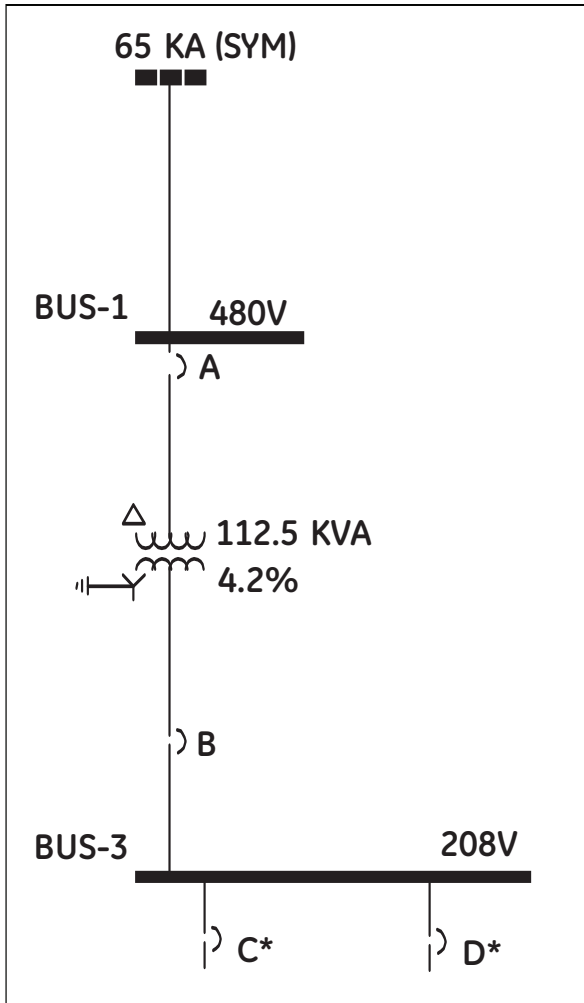 65 KA (SYM)
BUS-1 480V
A
112.5 KVA
4.2%
B
BUS-3 208V
C* D*